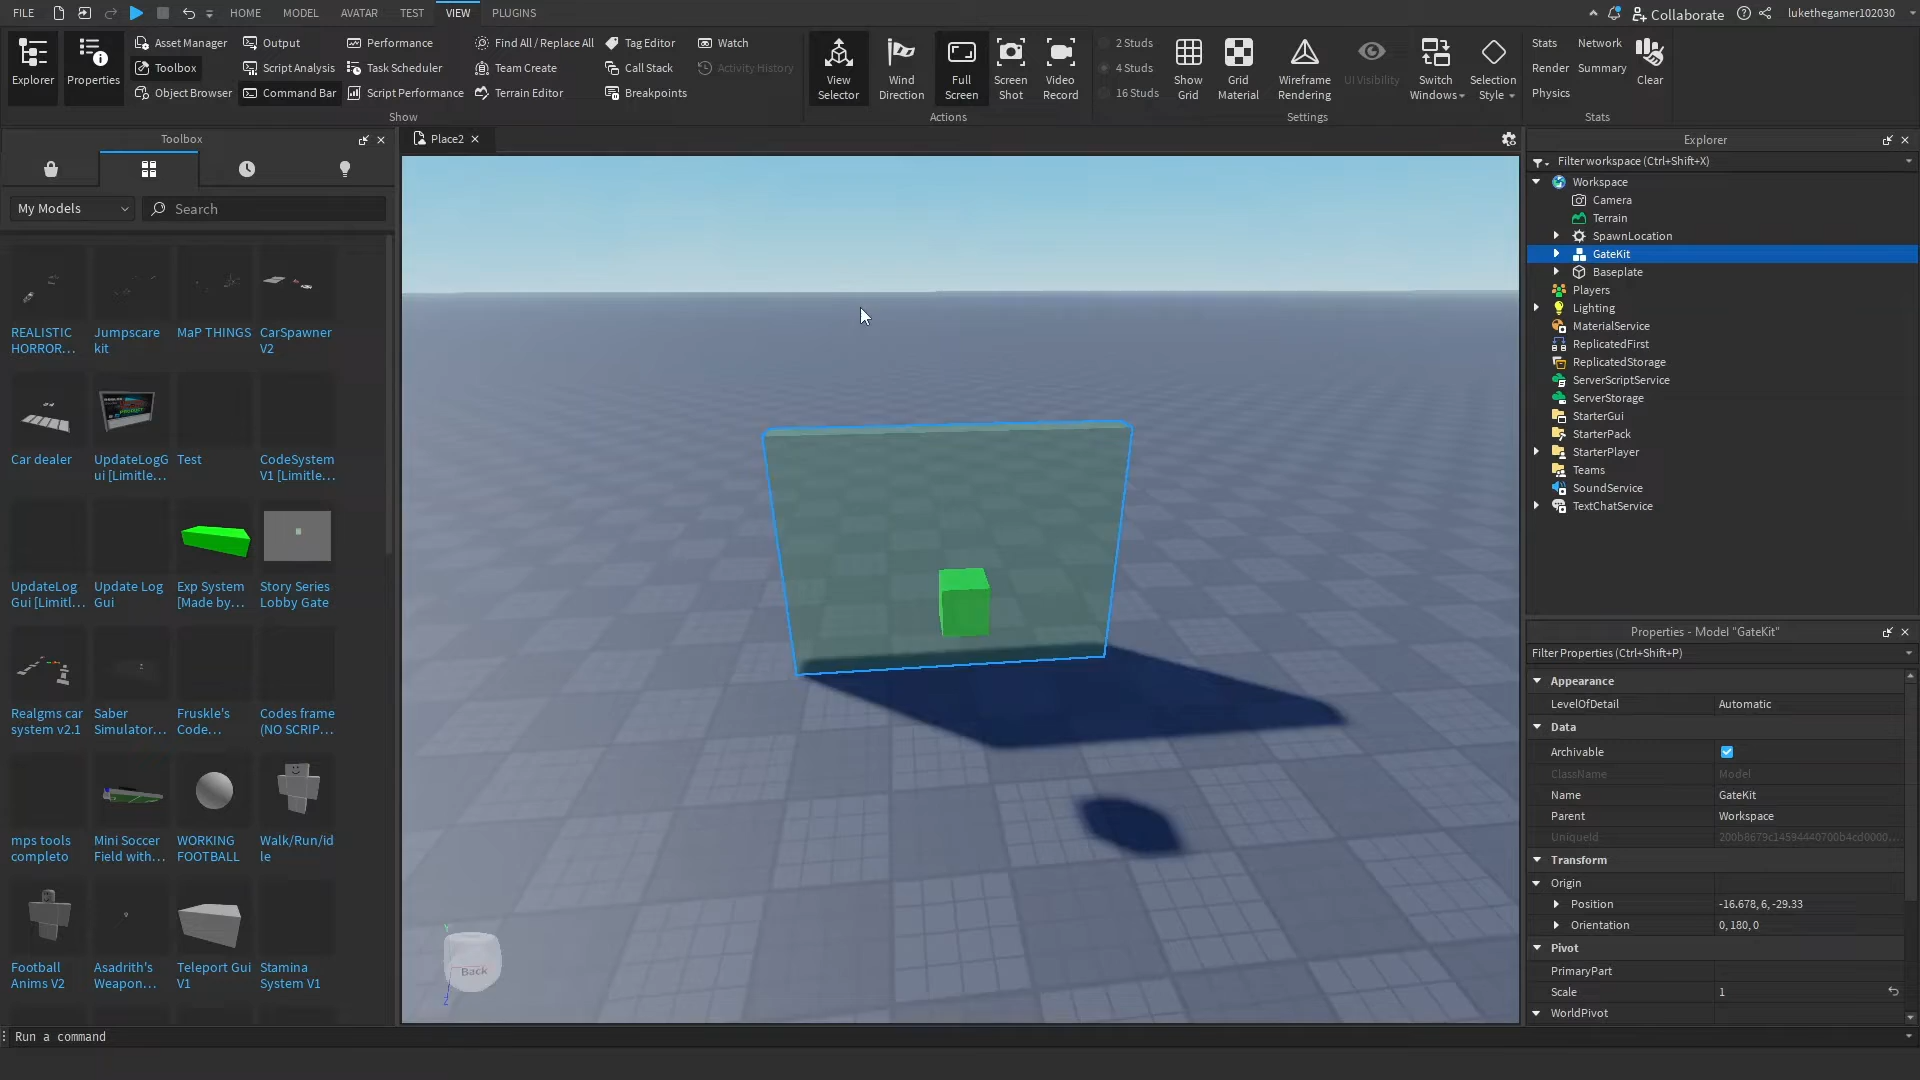 FILE HOME MODEL AVATAR TEST VIEW PLUGINS Collaborate lukethegamer102030
Explorer
Properties
Asset Manager
Toolbox
Object Browser
Output
Script Analysis
Command Bar
Performance
Task Scheduler
Script Performance
Find All / Replace All
Team Create
Terrain Editor
Tag Editor
Call Stack
Breakpoints
Watch
Activity History
Show
View
Selector
Wind
Direction
Full
Screen
Screen
Shot
Video
Record
Actions
2 Studs
4 Studs
16 Studs
Show
Grid
Grid
Material
Wireframe
Rendering
UI Visibility
Switch
Windows
Selection
Style
Settings
Stats
Render
Physics
Network
Summary
Clear
Stats
Toolbox
My Models
Search
REALISTIC
HORROR...
Jumpscare
kit
MaP THINGS
CarSpawner
V2
Car dealer
UpdateLogG
ui [Limitle...
Test
CodeSystem
V1 [Limitle...
UpdateLog
Gui [Limitl...
Update Log
Gui
Exp System
[Made by...
Story Series
Lobby Gate
Realgms car
system v2.1
Saber
Simulator...
Fruskle's
Code...
Codes frame
(NO SCRIP...
mps tools
completo
Mini Soccer
Field with...
WORKING
FOOTBALL
Walk/Run/id
le
Football
Anims V2
Asadrith's
Weapon...
Teleport Gui
V1
Stamina
System V1
Place2
Y
Back
Z
Explorer
Filter workspace (Ctrl+Shift+X)
Workspace
Camera
Terrain
SpawnLocation
GateKit
Baseplate
Players
Lighting
MaterialService
ReplicatedFirst
ReplicatedStorage
ServerScriptService
ServerStorage
StarterGui
StarterPack
StarterPlayer
Teams
SoundService
TextChatService
Properties - Model "GateKit"
Filter Properties (Ctrl+Shift+P)
Appearance
LevelOfDetail Automatic
Data
Archivable
ClassName Model
Name GateKit
Parent Workspace
UniqueId 200b8679c14594440700b4cd0000...
Transform
Origin
Position -16.678, 6, -29.33
Orientation 0, 180, 0
Pivot
PrimaryPart
Scale 1
WorldPivot
Run a command